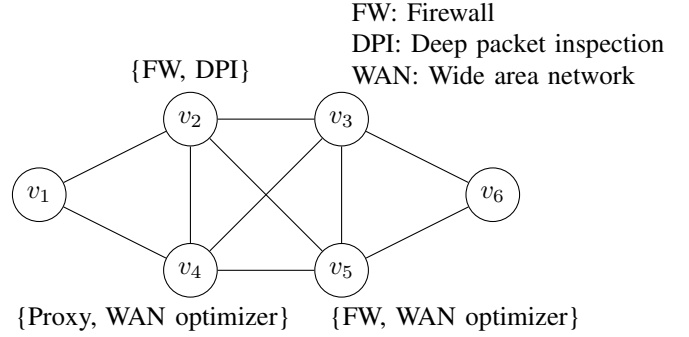 FW: Firewall
DPI: Deep packet inspection
WAN: Wide area network
{FW, DPI}
v2
v3
v1
v6
v4
v5
{Proxy, WAN optimizer}
{FW, WAN optimizer}